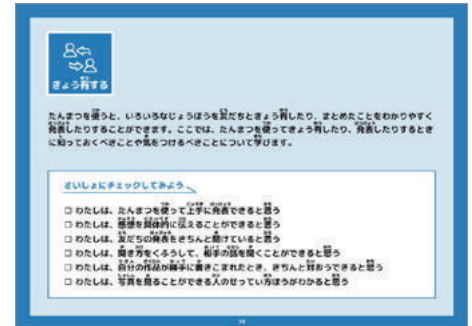 きょう有する
たんまつを使うと、いろいろなじょうほうを友だちときょう有したり、まとめたことをわかりやすく
発表したりすることができます。ここでは、たんまつを使ってきょう有したり、発表したりするとき
に知っておくべきことや気をつけるべきことについて学びます。
さいしょにチェックしてみよう
□ わたしは、たんまつを使って上手に発表できると思う
□ わたしは、感想を具体的に伝えることができると思う
□ わたしは、友だちの発表をきちんと聞けていると思う
□ わたしは、聞き方をくふうして、相手の話を聞くことができると思う
□ わたしは、自分の作品が勝手に書きこまれたとき、きちんと対おうできると思う
□ わたしは、写真を見ることができる人のせってい方ほうがわかると思う